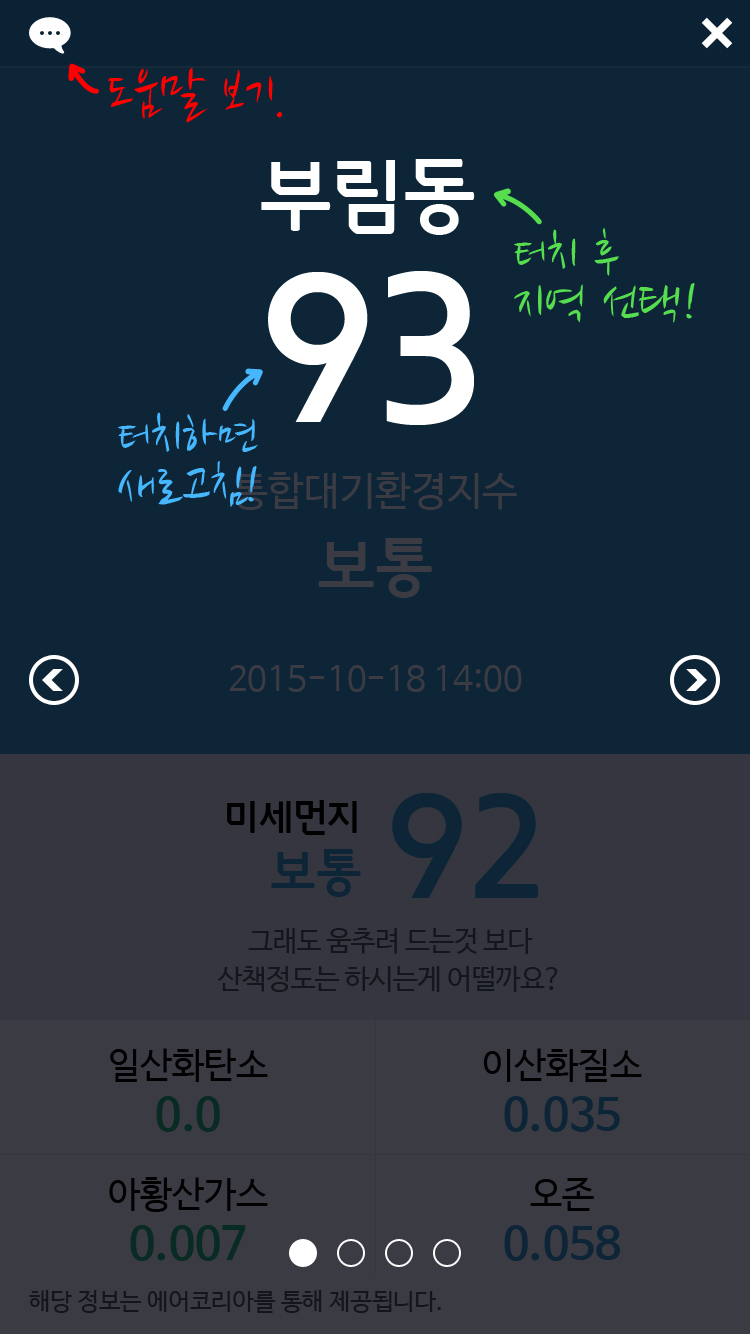 도움말 보기.
부림동
터치 후
지역 선택!
93
터치하면
새로고침!
통합대기환경지수
보통
2015-10-18 14:00
미세먼지
보통
92
그래도 움추려 드는것 보다
산책정도는 하시는게 어떨까요?
일산화탄소
이산화질소
0.0
0.035
아황산가스
오존
0.007
0.058
해당 정보는 에어코리아를 통해 제공됩니다.